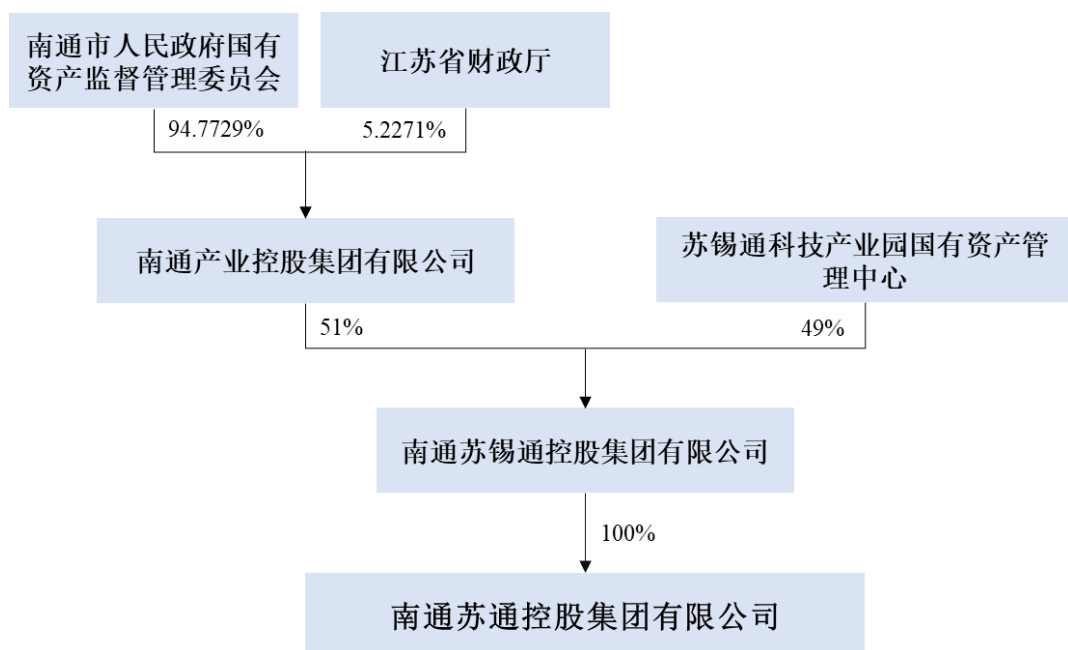 南通市人民政府国有
资产监督管理委员会
江苏省财政厅
94.7729%
5.2271%
南通产业控股集团有限公司
苏锡通科技产业园国有资产管
理中心
51%
49%
南通苏锡通控股集团有限公司
100%
南通苏通控股集团有限公司